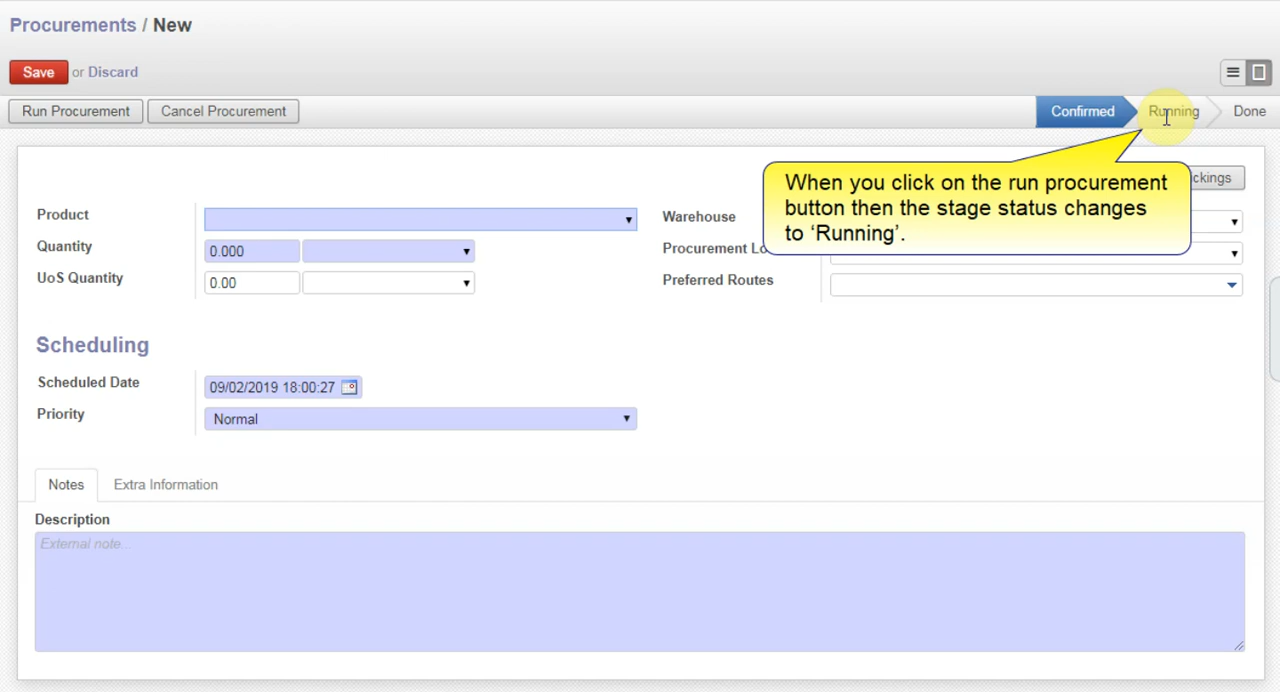 Procurements / New
Save or Discard
Run Procurement Cancel Procurement
Confirmed Running Done
When you click on the run procurement
button then the stage status changes
to ‘Running’.
Product
Warehouse
Quantity 0.000
Procurement
UoS Quantity 0.00
Preferred Routes
Scheduling
Scheduled Date 09/02/2019 18:00:27
Priority Normal
Notes Extra Information
Description
External note...